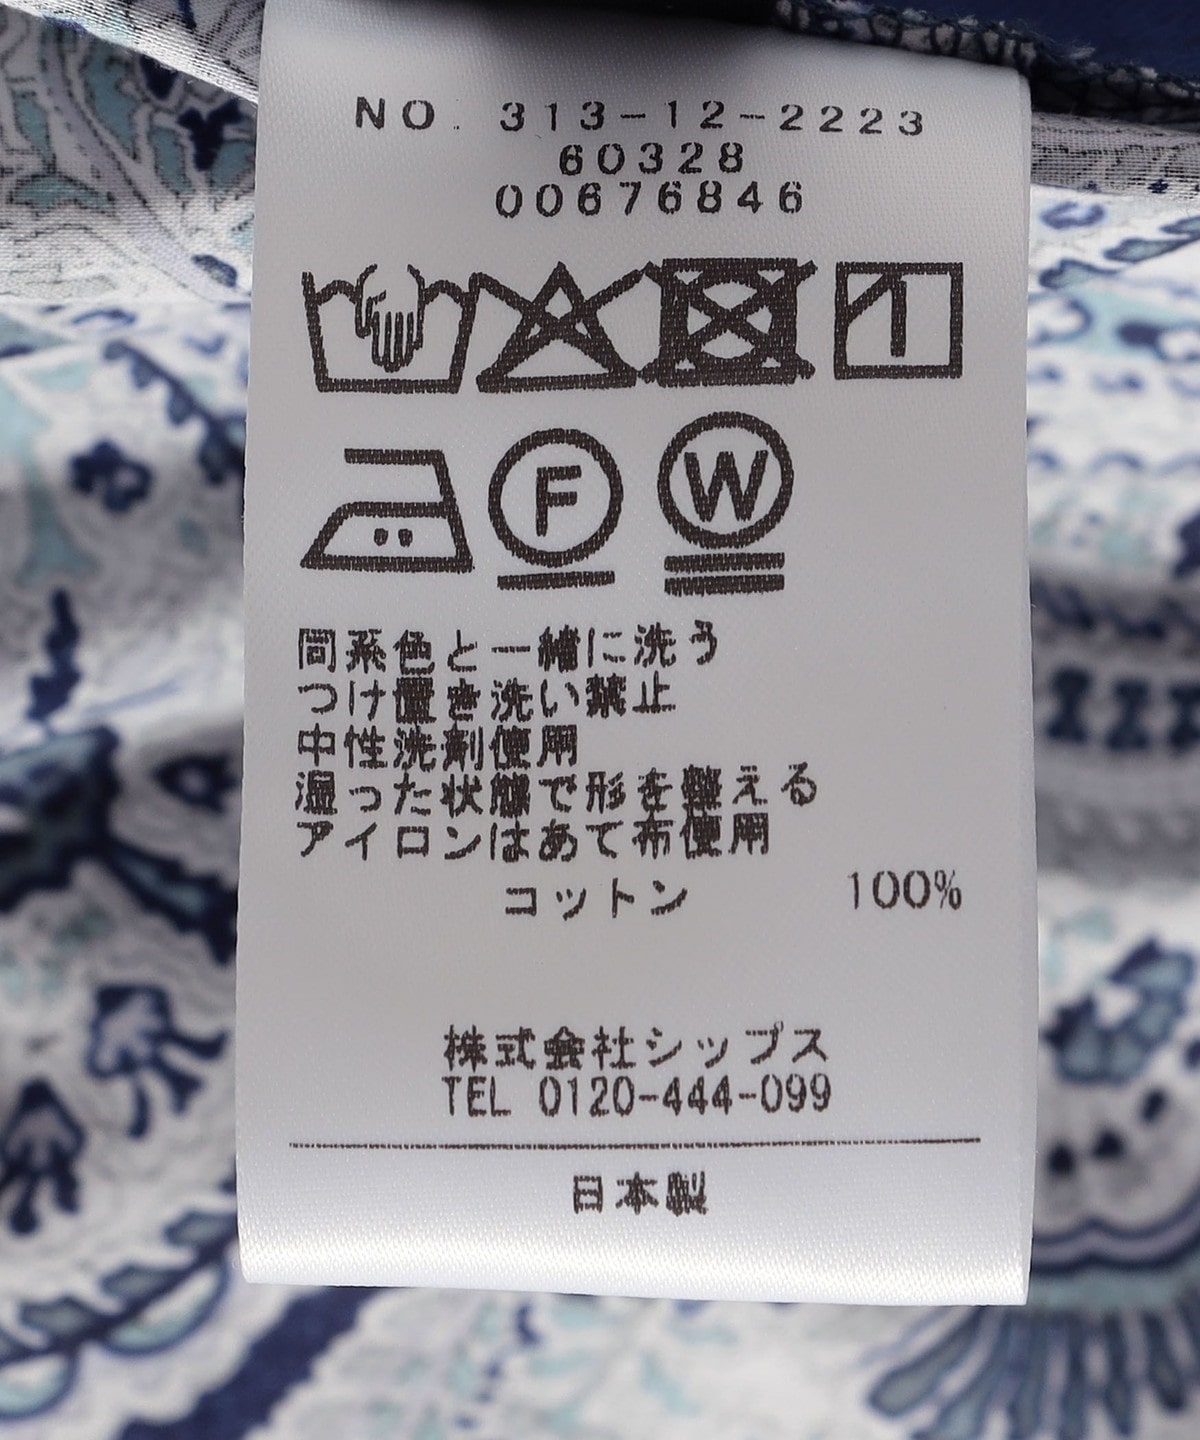 NO. 313-12-2223
60328
00676846
F W
同系色と一緒に洗う
つけ置き洗い禁止
中性洗剤使用
湿った状態で形を整える
アイロンはあて布使用
コットン 100%
株式会社シップス
TEL 0120-444-099
日本製